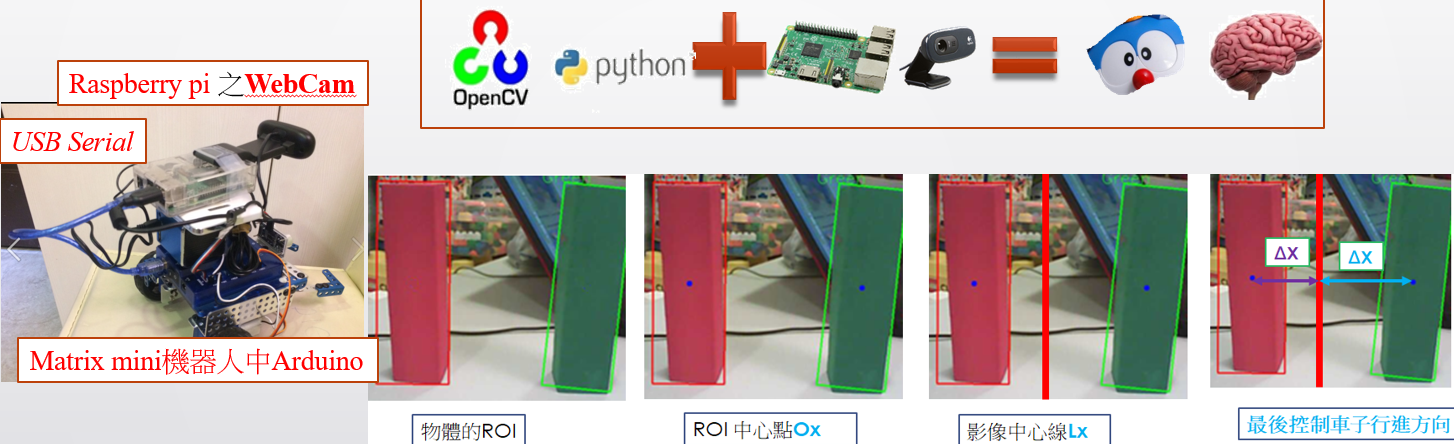 OpenCV
python
Raspberry pi 之WebCam
USB Serial
Matrix mini機器人中Arduino
Gree
Gree
Gree
ΔX
ΔX
物體的ROI
ROI 中心點Ox
影像中心線Lx
最後控制車子行進方向